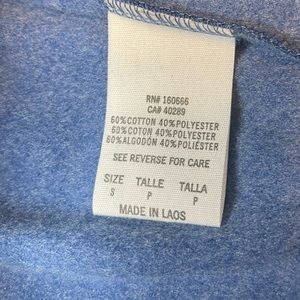 RN# 160666
CA# 40289
60%COTTON 40%POLYESTER
60%COTON 40%POLYESTER
60%ALGODÓN 40%POLIÉSTER
SEE REVERSE FOR CARE
SIZE TALLE TALLA
S P P
MADE IN LAOS